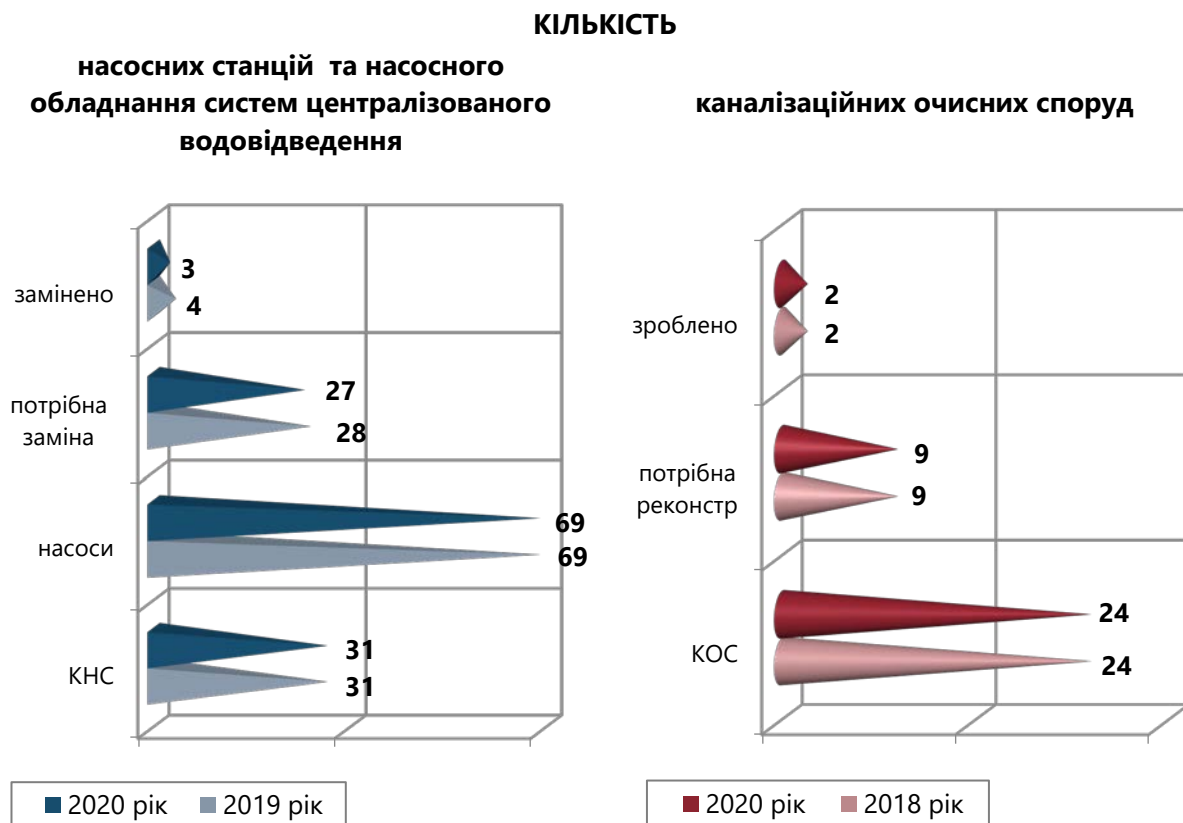 КІЛЬКІСТЬ
насосних станцій та насосного
обладнання систем централізованого
водовідведення
замінено
3
4
потрібна
заміна
27
28
насоси
69
69
КНС
31
31
2020 рік
2019 рік
каналізаційних очисних споруд
зроблено
2
2
потрібна
реконстр
9
9
КОС
24
24
2020 рік
2018 рік